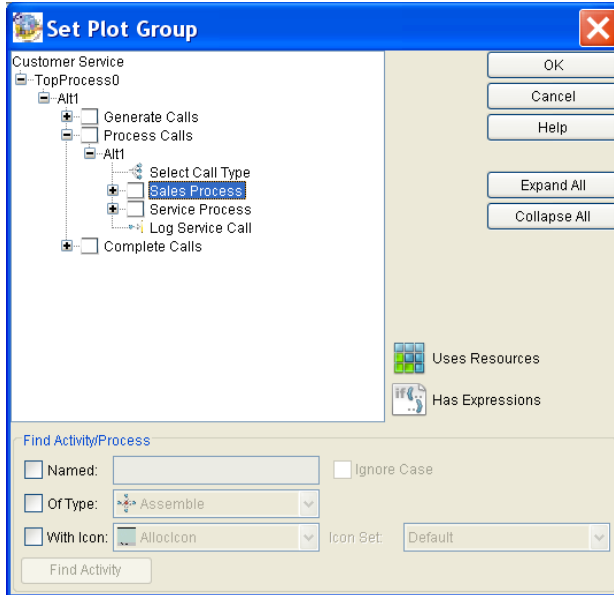 Set Plot Group
Customer Service
TopProcess0
Alt1
Generate Calls
Process Calls
Alt1
Select Call Type
Sales Process
Service Process
Log Service Call
Complete Calls
OK
Cancel
Help
Expand All
Collapse All
Uses Resources
if(..
..)
Has Expressions
Find Activity/Process
Named:
Ignore Case
Of Type: Assemble
With Icon: AllocIcon Icon Set: Default
Find Activity